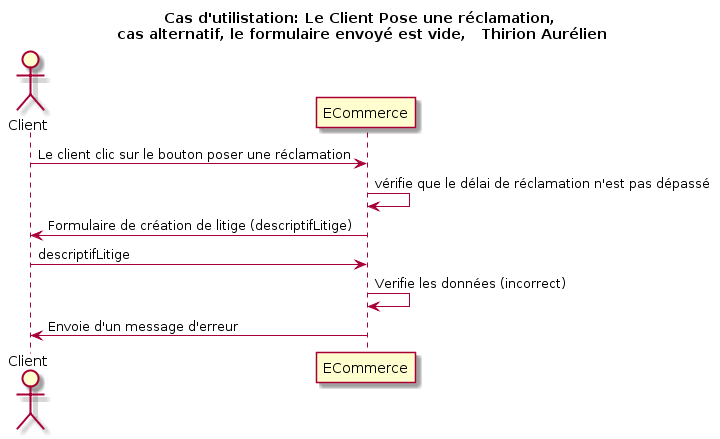 Cas d'utilistation: Le Client Pose une réclamation,
cas alternatif, le formulaire envoyé est vide, Thirion Aurélien
Client
ECommerce
Le client clic sur le bouton poser une réclamation
vérifie que le délai de réclamation n'est pas dépassé
Formulaire de création de litige (descriptifLitige)
descriptifLitige
Verifie les données (incorrect)
Envoie d'un message d'erreur
Client
ECommerce